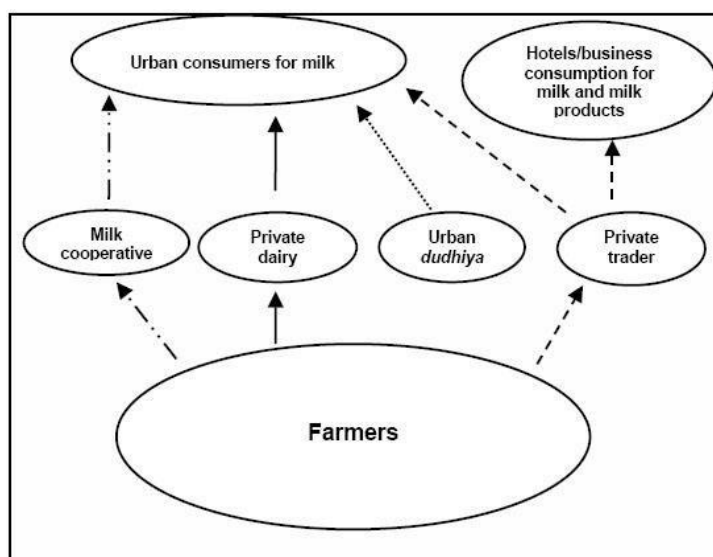 Urban consumers for milk
Hotels/business
consumption for
milk and milk
products
Milk
cooperative
Private
dairy
Urban
dudhiya
Private
trader
Farmers